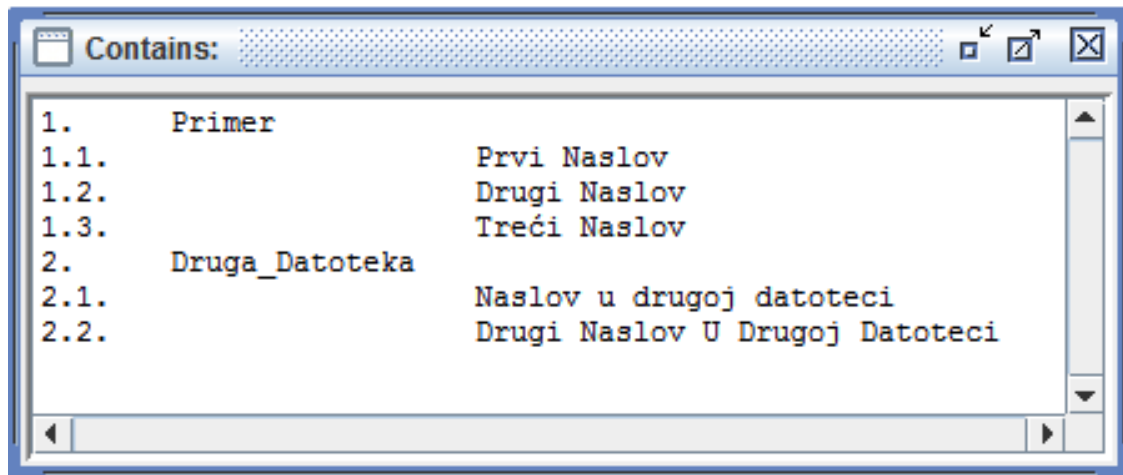 Contains:
1. Primer
1.1. Prvi Naslov
1.2. Drugi Naslov
1.3. Treći Naslov
2. Druga_Datoteka
2.1. Naslov u drugoj datoteci
2.2. Drugi Naslov U Drugoj Datoteci